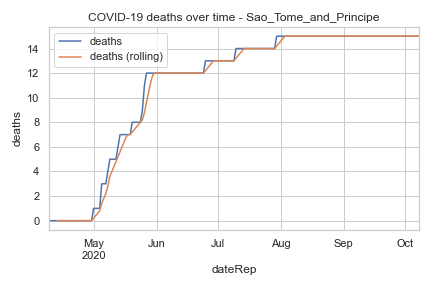 COVID-19 deaths over time - Sao_Tome_and_Principe
deaths
deaths (rolling)
deaths
14
12
10
8
6
4
2
0
May Jun Jul Aug Sep Oct
2020
dateRep